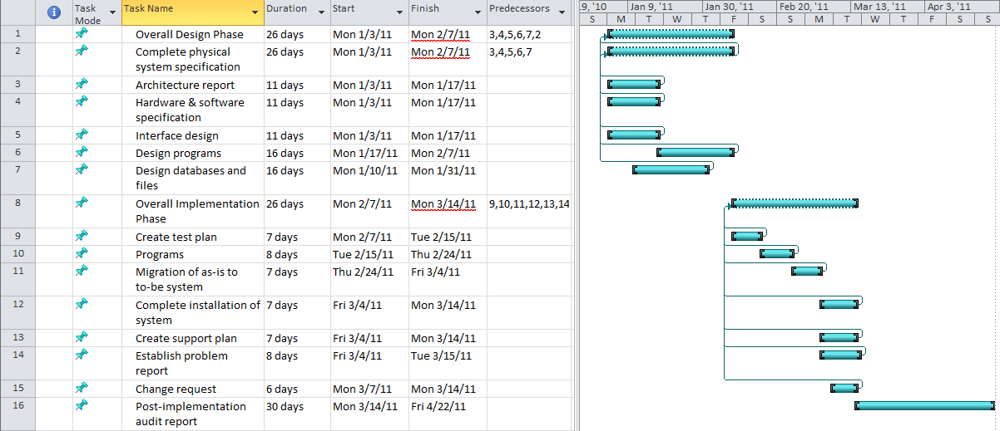 Task Mode Task Name Duration Start Finish Predecessors 9, '10 Jan 9, '11 Jan 30, '11 Feb 20, '11 Mar 13, '11 Apr 3, '11
S M T W T F S S M T W T F S S
1 Overall Design Phase 26 days Mon 1/3/11 Mon 2/7/11 3,4,5,6,7,2
2 Complete physical 26 days Mon 1/3/11 Mon 2/7/11 3,4,5,6,7
system specification
3 Architecture report 11 days Mon 1/3/11 Mon 1/17/11
4 Hardware & software 11 days Mon 1/3/11 Mon 1/17/11
specification
5 Interface design 11 days Mon 1/3/11 Mon 1/17/11
6 Design programs 16 days Mon 1/17/11 Mon 2/7/11
7 Design databases and 16 days Mon 1/10/11 Mon 1/31/11
files
8 Overall Implementation 26 days Mon 2/7/11 Mon 3/14/11 9,10,11,12,13,14
Phase
9 Create test plan 7 days Mon 2/7/11 Tue 2/15/11
10 Programs 8 days Tue 2/15/11 Thu 2/24/11
11 Migration of as-is to 7 days Thu 2/24/11 Fri 3/4/11
to-be system
12 Complete installation of 7 days Fri 3/4/11 Mon 3/14/11
system
13 Create support plan 7 days Fri 3/4/11 Mon 3/14/11
14 Establish problem 8 days Fri 3/4/11 Tue 3/15/11
report
15 Change request 6 days Mon 3/7/11 Mon 3/14/11
16 Post-implementation 30 days Mon 3/14/11 Fri 4/22/11
audit report